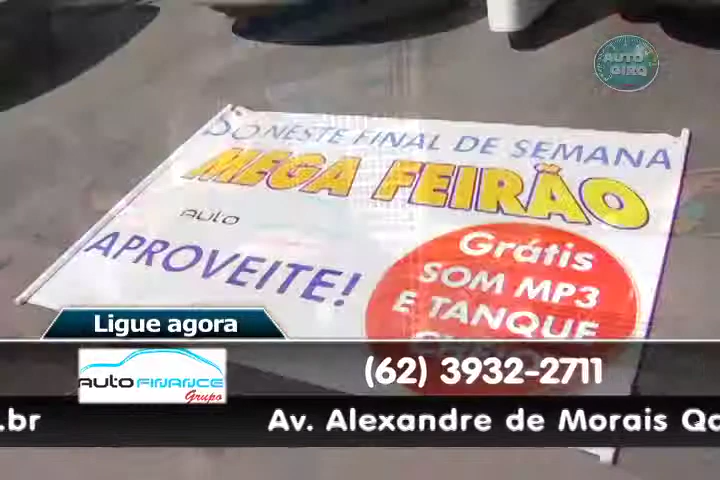 AUTO
GIRO
SÓ NESTE FINAL DE SEMANA
MEGA FEIRÃO
AUTO
APROVEITE!
Grátis
SOM MP3
E TANQUE
Ligue agora
AUTO FINANCE
Grupo
(62) 3932-2711
.br
Av. Alexandre de Morais